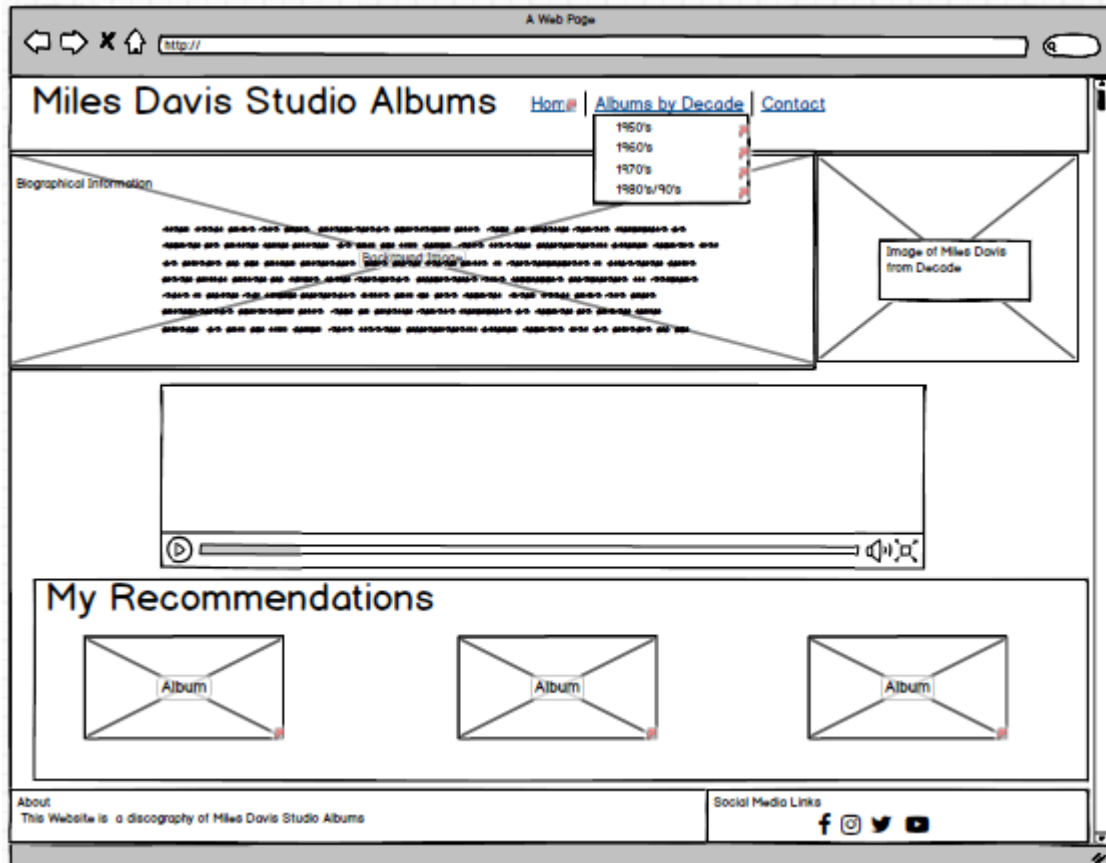 A Web Page
http://
Miles Davis Studio Albums
Home | Albums by Decade | Contact
1950's
1960's
1970's
1980's/90's
Biographical Information
Background Image
Image of Miles Davis
from Decade
My Recommendations
Album
Album
Album
About
This Website is a discography of Miles Davis Studio Albums
Social Media Links